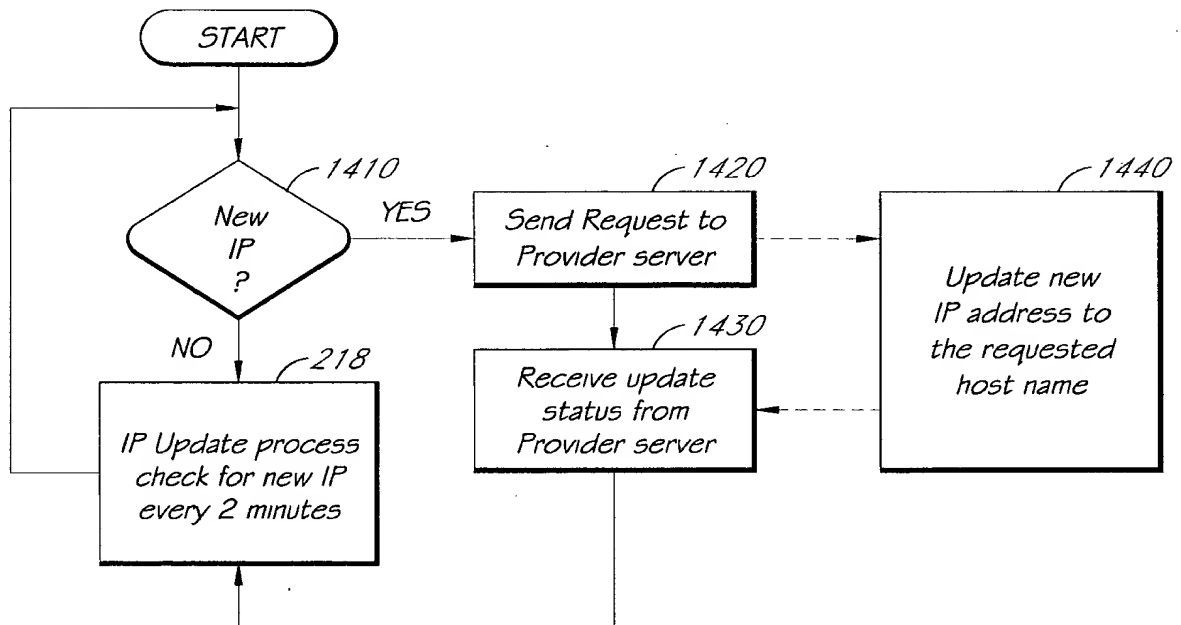 START
1410
New
IP
?
YES
NO
1420
Send Request to
Provider server
1440
Update new
IP address to
the requested
host name
1430
Receive update
status from
Provider server
218
IP Update process
check for new IP
every 2 minutes